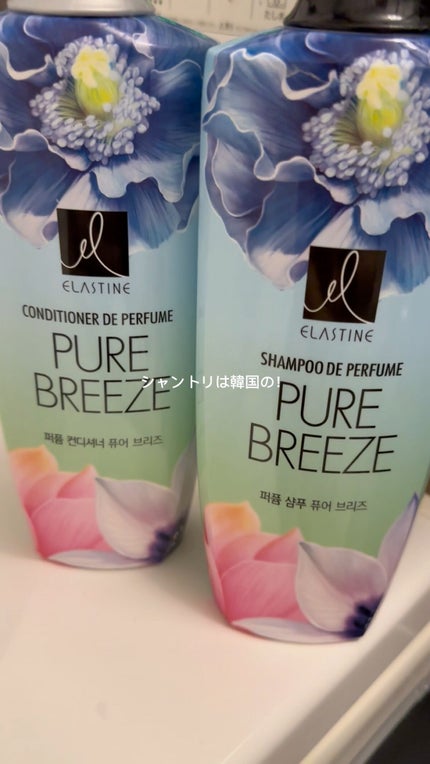 el
ELASTINE
CONDITIONER DE PERFUME
PURE
BREEZE
퍼퓸 컨디셔너 퓨어 브리즈
el
ELASTINE
SHAMPOO DE PERFUME
PURE
BREEZE
퍼퓸 샴푸 퓨어 브리즈
シャントリは韓国の!